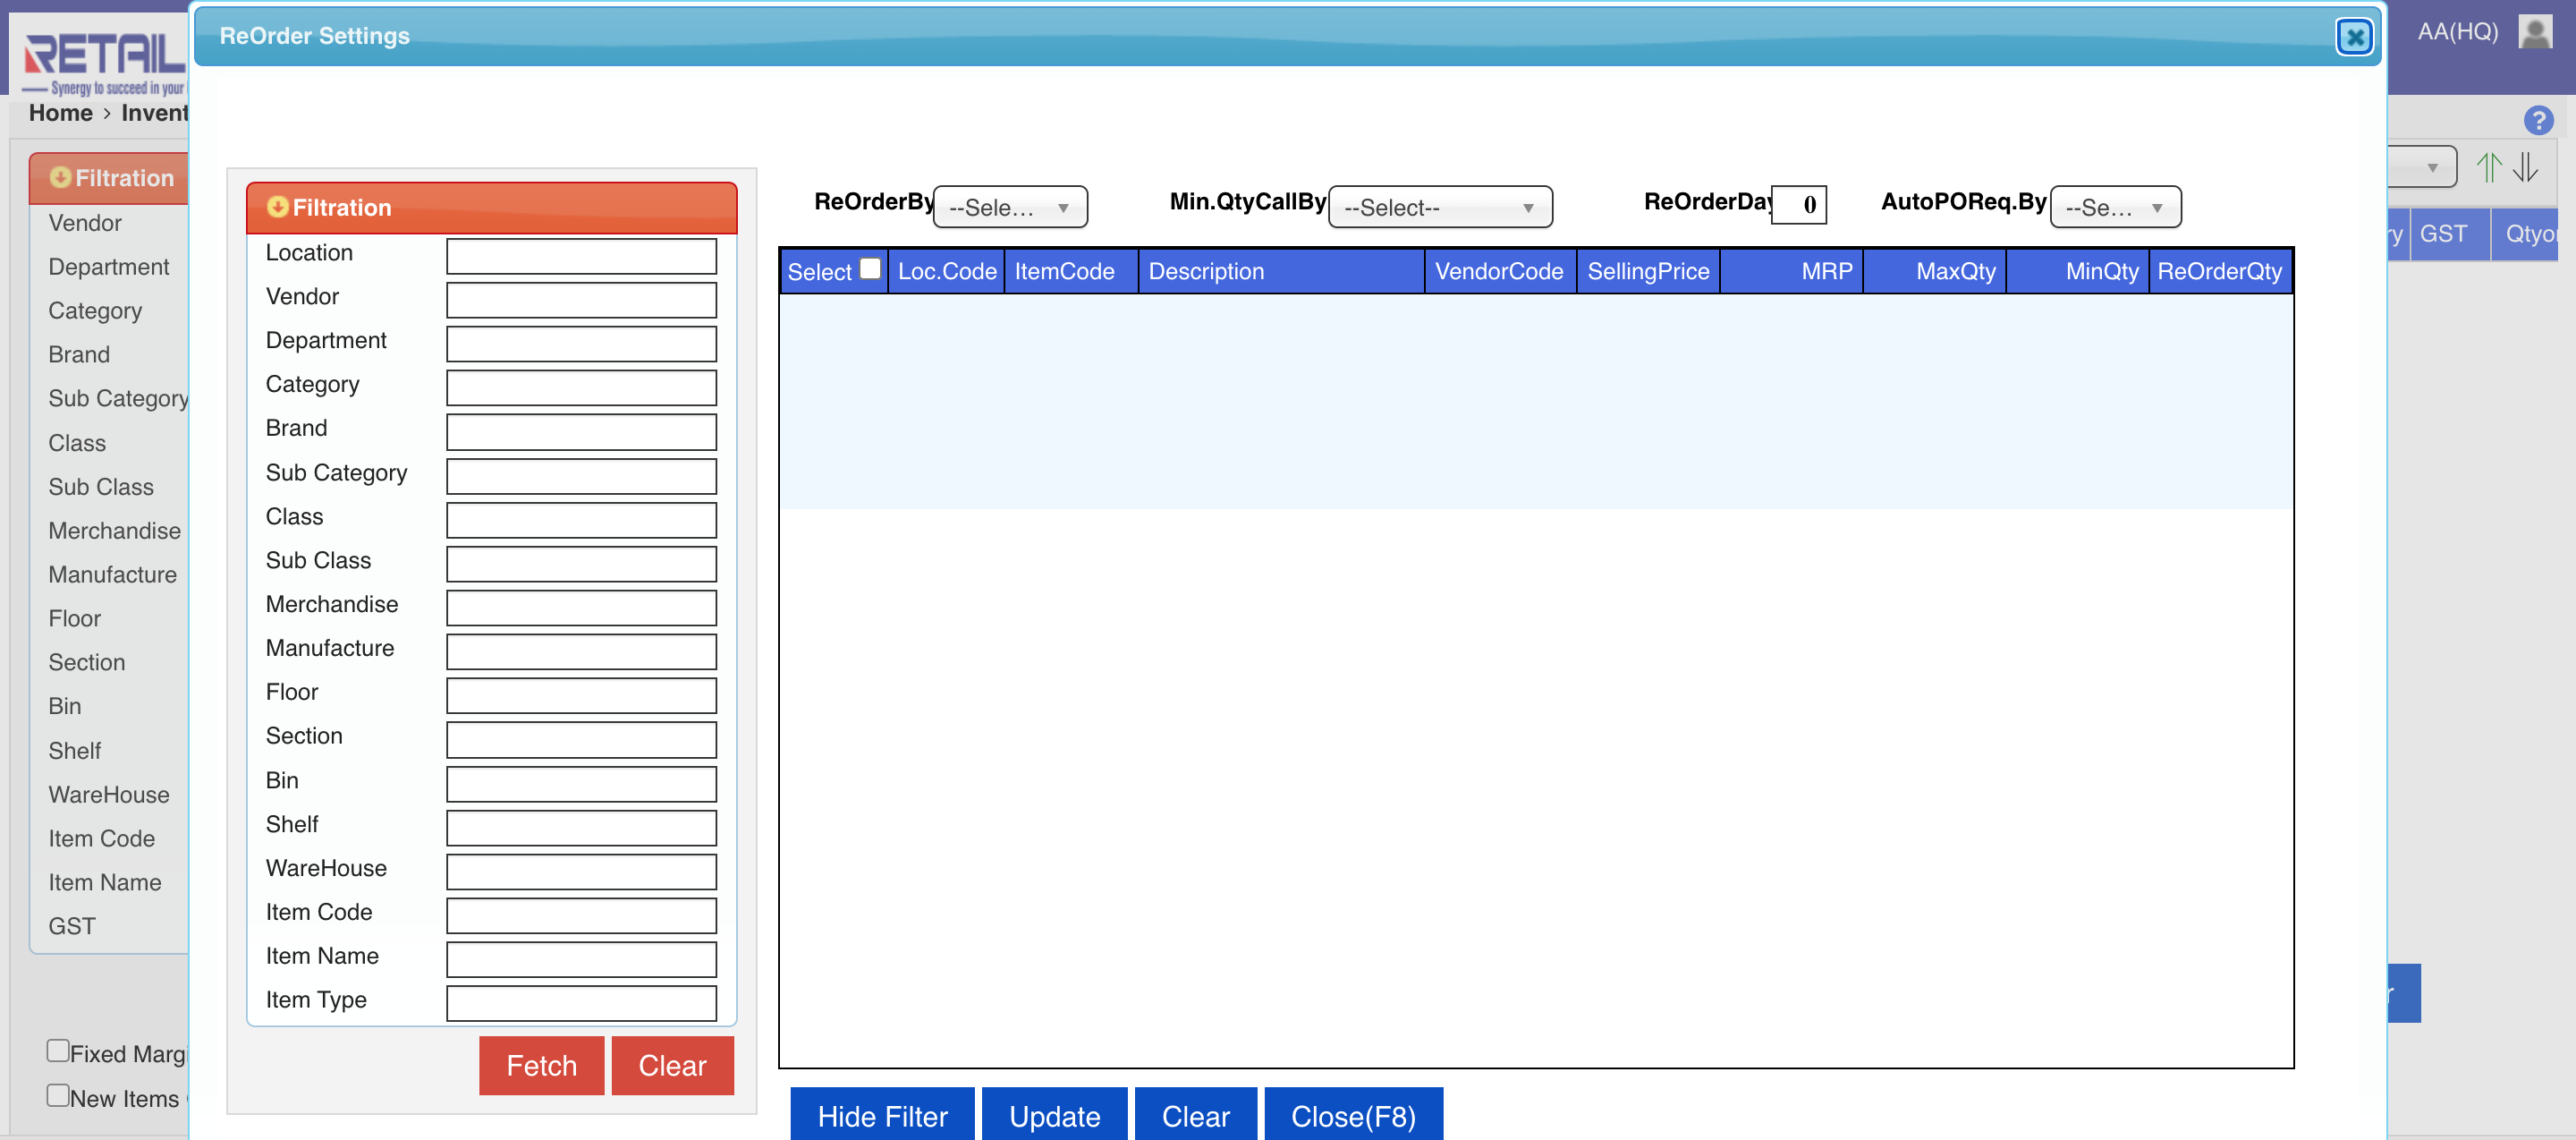 RETAIL
Synergy to succeed in your
AA(HQ)
Home › Invent
?
Filtration
Vendor
Department
Category
Brand
Sub Category
Class
Sub Class
Merchandise
Manufacture
Floor
Section
Bin
Shelf
WareHouse
Item Code
Item Name
GST
Fixed Margi
New Items
ReOrder Settings
Filtration
Location
Vendor
Department
Category
Brand
Sub Category
Class
Sub Class
Merchandise
Manufacture
Floor
Section
Bin
Shelf
WareHouse
Item Code
Item Name
Item Type
Fetch Clear
ReOrderBy --Sele... Min.QtyCallBy --Select-- ReOrderDay 0 AutoPOReq.By --Se...
Select Loc.Code ItemCode Description VendorCode SellingPrice MRP MaxQty MinQty ReOrderQty
Hide Filter Update Clear Close(F8)
y GST Qtyo
r